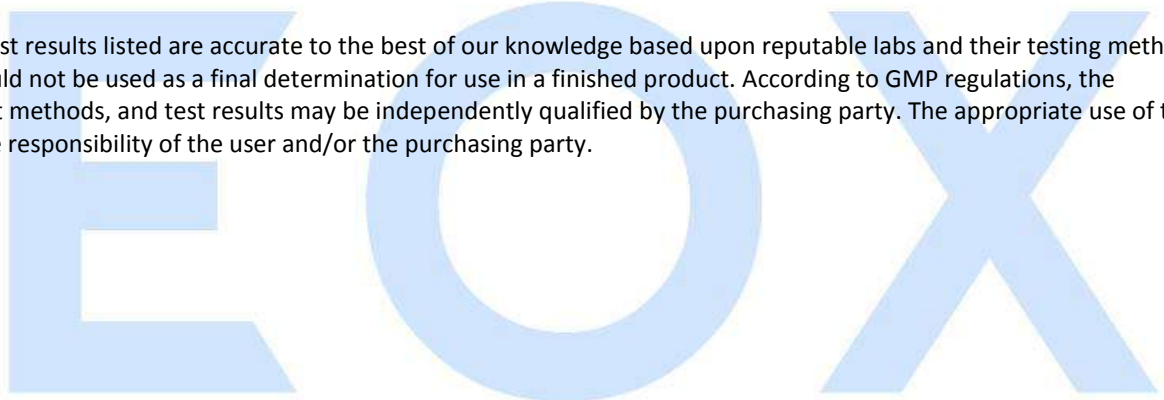 st results listed are accurate to the best of our knowledge based upon reputable labs and their testing meth
uld not be used as a final determination for use in a finished product. According to GMP regulations, the
t methods, and test results may be independently qualified by the purchasing party. The appropriate use of t
e responsibility of the user and/or the purchasing party.
EOX